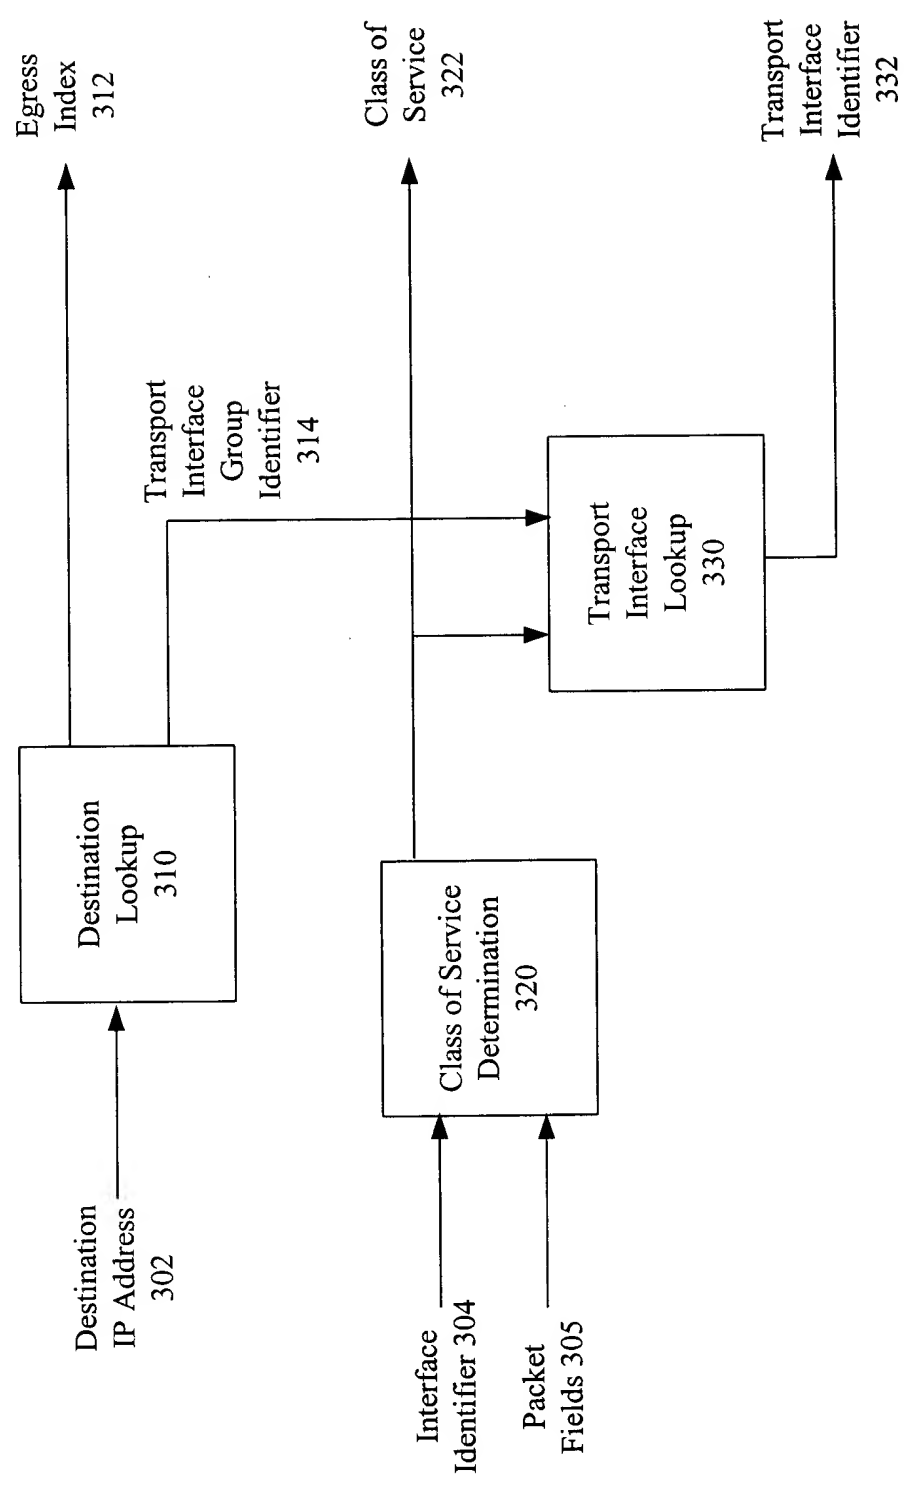 Destination
IP Address
302
Destination
Lookup
310
Egress
Index
312
Transport
Interface
Group
Identifier
314
Interface
Identifier 304
Packet
Fields 305
Class of Service
Determination
320
Class of
Service
322
Transport
Interface
Lookup
330
Transport
Interface
Identifier
332